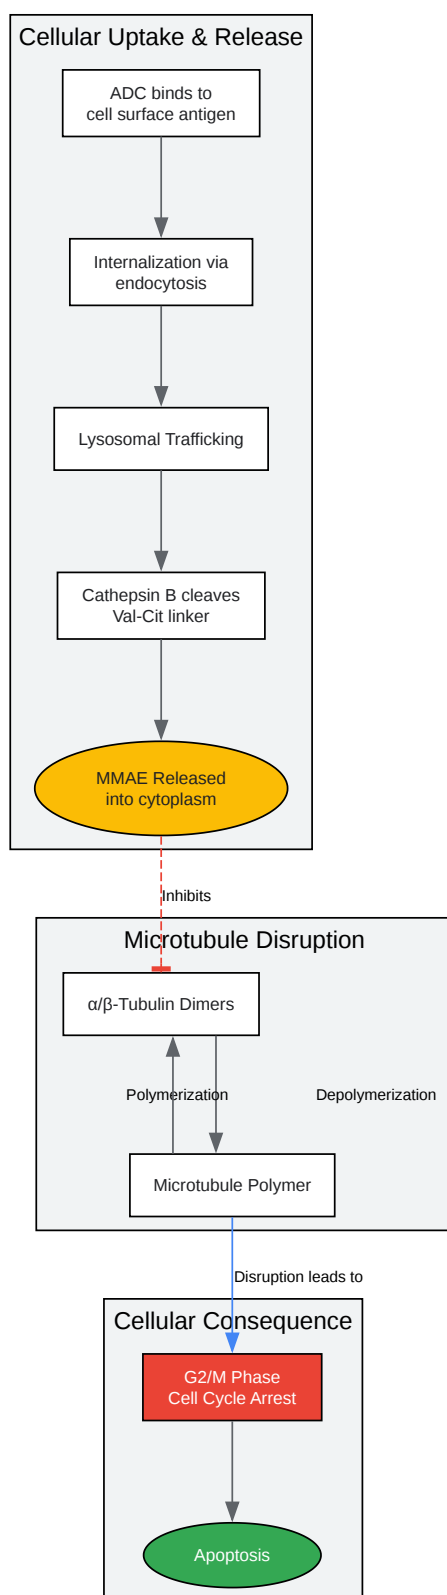 Cellular Uptake & Release
ADC binds to
cell surface antigen
Internalization via
endocytosis
Lysosomal Trafficking
Cathepsin B cleaves
Val-Cit linker
MMAE Released
into cytoplasm
Inhibits
Microtubule Disruption
α/β-Tubulin Dimers
Polymerization
Depolymerization
Microtubule Polymer
Disruption leads to
Cellular Consequence
G2/M Phase
Cell Cycle Arrest
Apoptosis